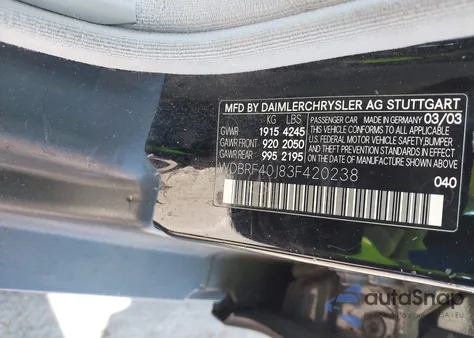 MFD BY DAIMLERCHRYSLER AG STUTTGART
KG LBS PASSENGER CAR MADE IN GERMANY 03/03
GVWR 1915 4245 THIS VEHICLE CONFORMS TO ALL APPLICABLE
GAWR FRONT 920 2050 U.S. FEDERAL MOTOR VEHICLE SAFETY,BUMPER
GAWR REAR 995 2195 AND THEFT PREVENTION STANDARDS IN EFFECT
ON THE DATE OF MANUFACTURE SHOWN ABOVE
WDBRF40J83F420238 040
autoSnap